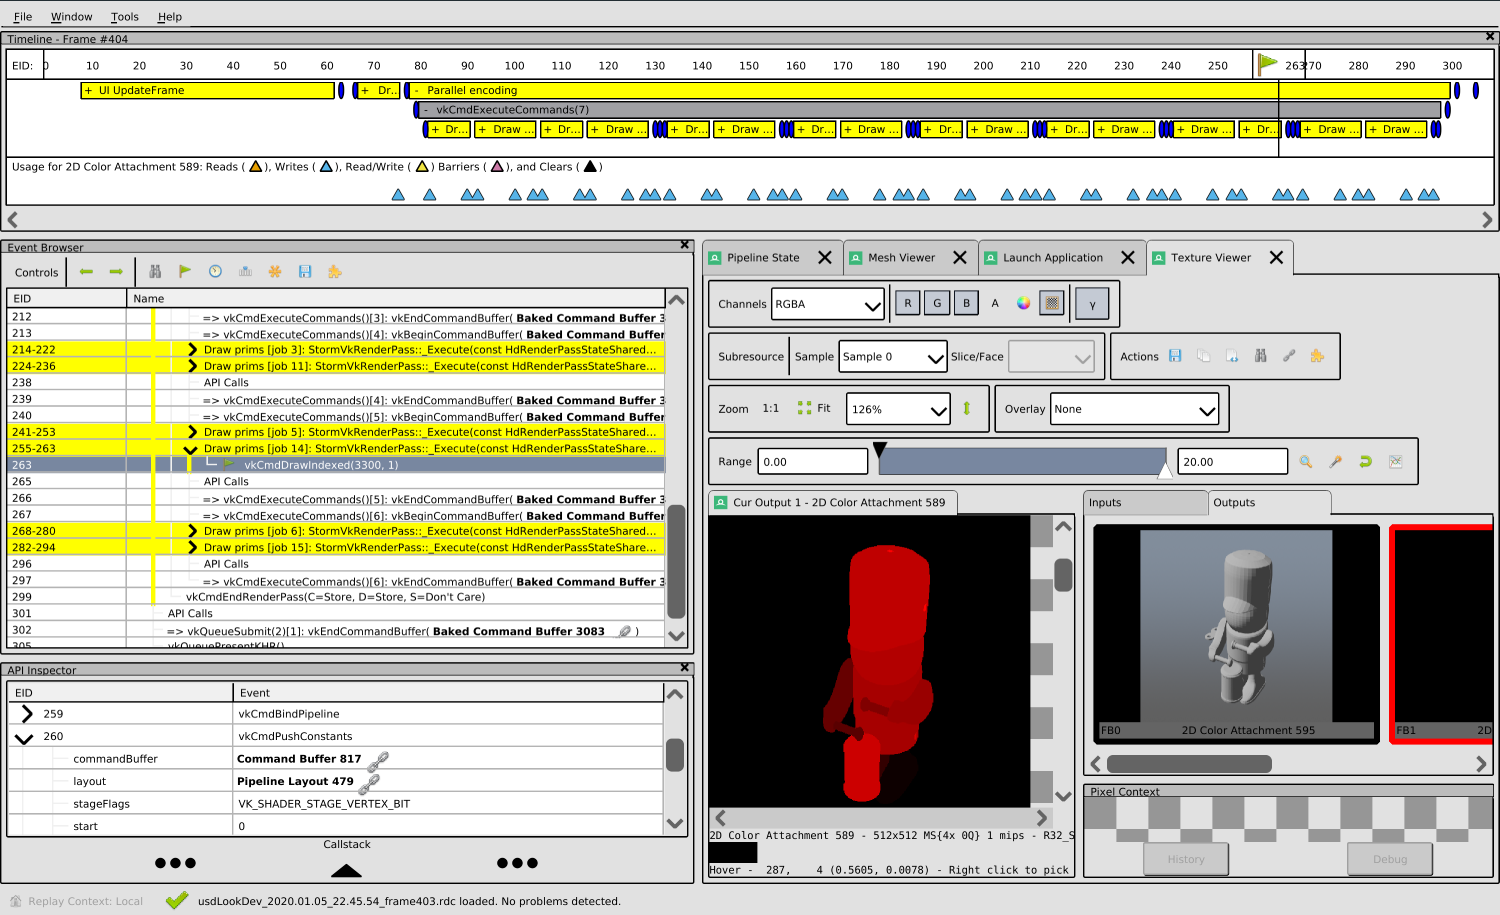 File Window Tools Help
Timeline - Frame #404
EID: 0 10 20 30 40 50 60 70 80 90 100 110 120 130 140 150 160 170 180 190 200 210 220 230 240 250 263 270 280 290 300
+ UI UpdateFrame + Dr... - Parallel encoding
- vkCmdExecuteCommands(7)
+ Dr... + Draw ... + Dr... + Draw ... + Dr... + Draw ... + Dr... + Draw ... + Dr... + Draw ... + Dr... + Draw ... + Draw ... + Dr... + Draw ... + Draw ...
Usage for 2D Color Attachment 589: Reads ( ), Writes ( ), Read/Write ( ) Barriers ( ), and Clears ( )
Event Browser
Controls
EID Name
212 => vkCmdExecuteCommands()[3]: vkEndCommandBuffer( Baked Command Buffer 3
213 => vkCmdExecuteCommands()[4]: vkBeginCommandBuffer( Baked Command Buffer
214-222 Draw prims [job 3]: StormVkRenderPass::_Execute(const HdRenderPassStateShared...
224-236 Draw prims [job 11]: StormVkRenderPass::_Execute(const HdRenderPassStateShare...
238 API Calls
239 => vkCmdExecuteCommands()[4]: vkEndCommandBuffer( Baked Command Buffer 3
240 => vkCmdExecuteCommands()[5]: vkBeginCommandBuffer( Baked Command Buffer
241-253 Draw prims [job 5]: StormVkRenderPass::_Execute(const HdRenderPassStateShared...
255-263 Draw prims [job 14]: StormVkRenderPass::_Execute(const HdRenderPassStateShare...
263 vkCmdDrawIndexed(3300, 1)
265 API Calls
266 => vkCmdExecuteCommands()[5]: vkEndCommandBuffer( Baked Command Buffer 3
267 => vkCmdExecuteCommands()[6]: vkBeginCommandBuffer( Baked Command Buffer
268-280 Draw prims [job 6]: StormVkRenderPass::_Execute(const HdRenderPassStateShared...
282-294 Draw prims [job 15]: StormVkRenderPass::_Execute(const HdRenderPassStateShare...
296 API Calls
297 => vkCmdExecuteCommands()[6]: vkEndCommandBuffer( Baked Command Buffer 3
299 vkCmdEndRenderPass(C=Store, D=Store, S=Don't Care)
301 API Calls
302 => vkQueueSubmit(2)[1]: vkEndCommandBuffer( Baked Command Buffer 3083 )
305 vkQueuePresentKHR()
API Inspector
EID Event
259 vkCmdBindPipeline
260 vkCmdPushConstants
commandBuffer Command Buffer 817
layout Pipeline Layout 479
stageFlags VK_SHADER_STAGE_VERTEX_BIT
start 0
Callstack
Pipeline State Mesh Viewer Launch Application Texture Viewer
Channels RGBA R G B A γ
Subresource Sample Sample 0 Slice/Face Actions
Zoom 1:1 Fit 126% Overlay None
Range 0.00 20.00
Cur Output 1 - 2D Color Attachment 589
2D Color Attachment 589 - 512x512 MS{4x 0Q} 1 mips - R32_S
Hover - 287, 4 (0.5605, 0.0078) - Right click to pick
Inputs Outputs
FB0 2D Color Attachment 595 FB1 2D
Pixel Context
History Debug
Replay Context: Local usdLookDev_2020.01.05_22.45.54_frame403.rdc loaded. No problems detected.